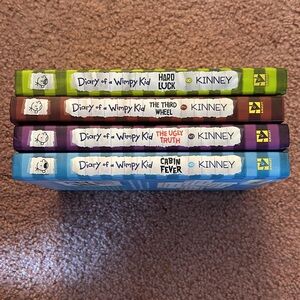 Diary of a Wimpy Kid HARD LUCK KINNEY
Diary of a Wimpy Kid THE THIRD WHEEL KINNEY
Diary of a Wimpy Kid THE UGLY TRUTH KINNEY
Diary of a Wimpy Kid CABIN FEVER KINNEY